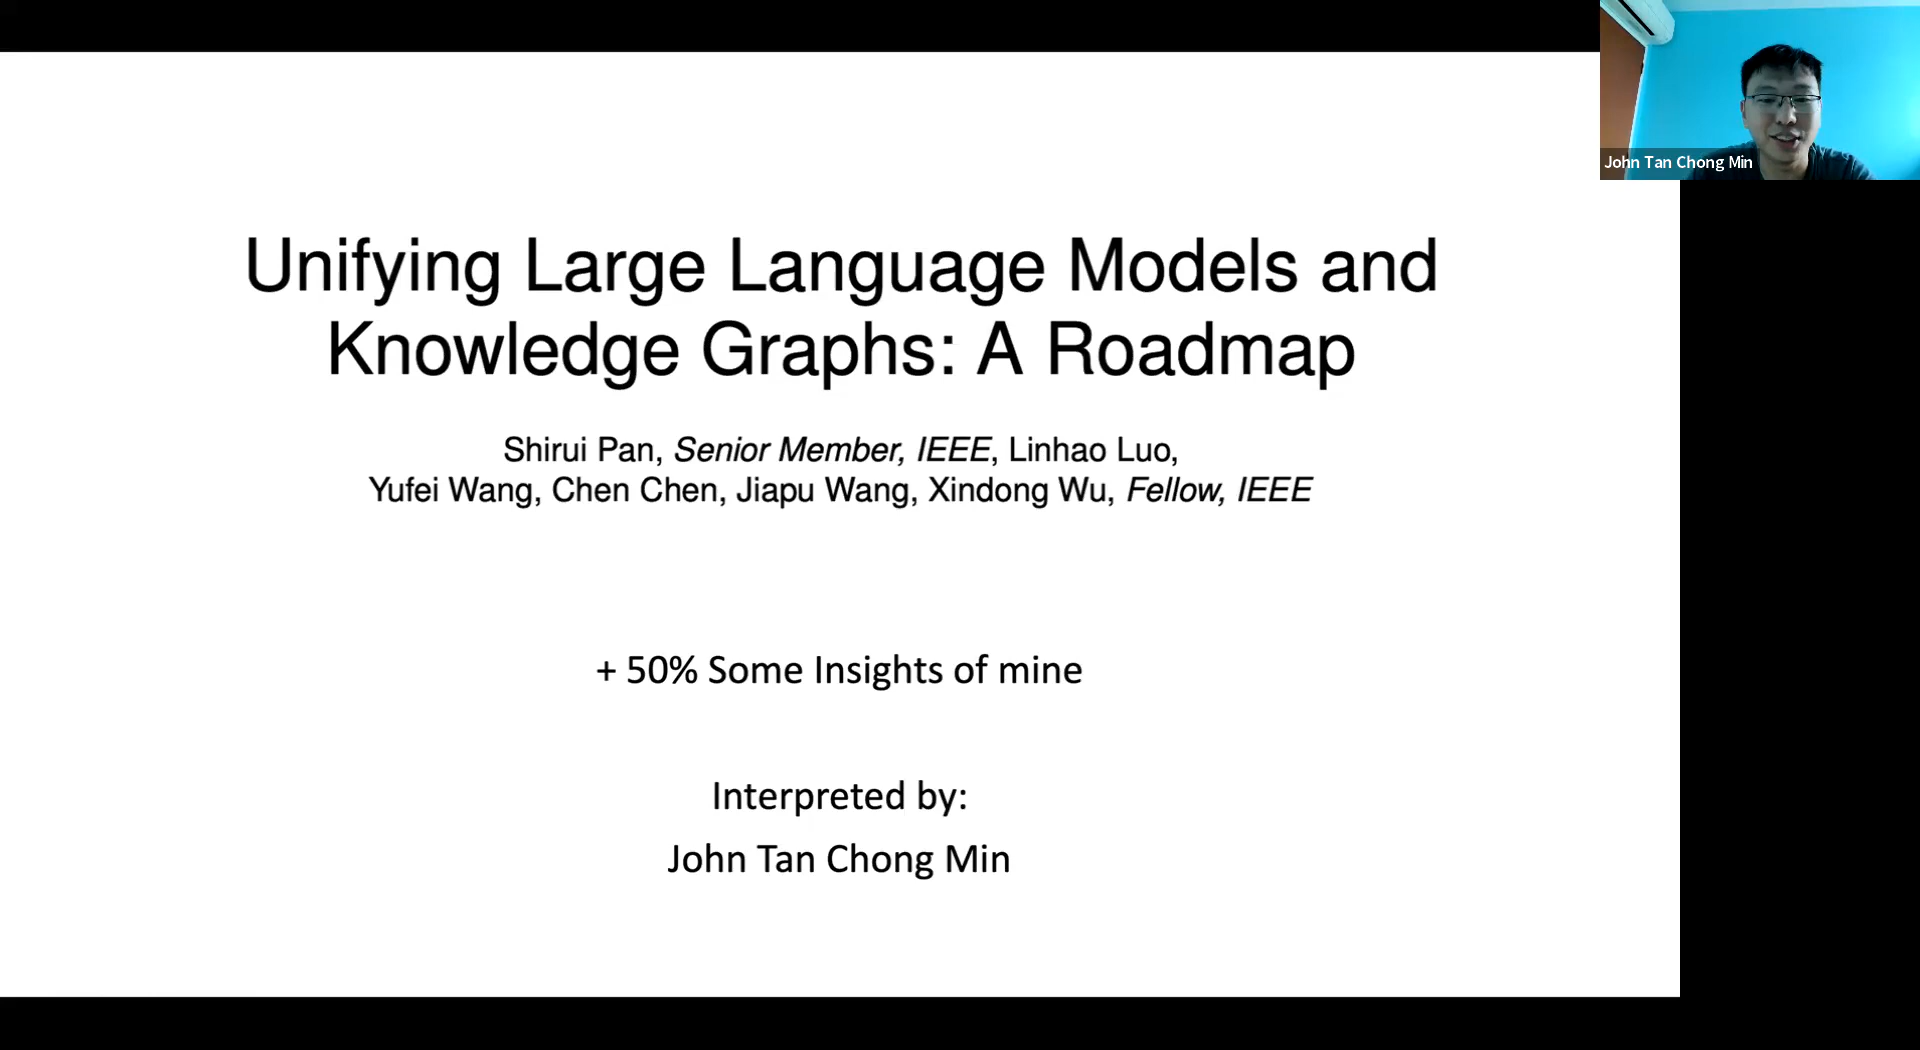 John Tan Chong Min
Unifying Large Language Models and
Knowledge Graphs: A Roadmap
Shirui Pan, Senior Member, IEEE, Linhao Luo,
Yufei Wang, Chen Chen, Jiapu Wang, Xindong Wu, Fellow, IEEE
+ 50% Some Insights of mine
Interpreted by:
John Tan Chong Min